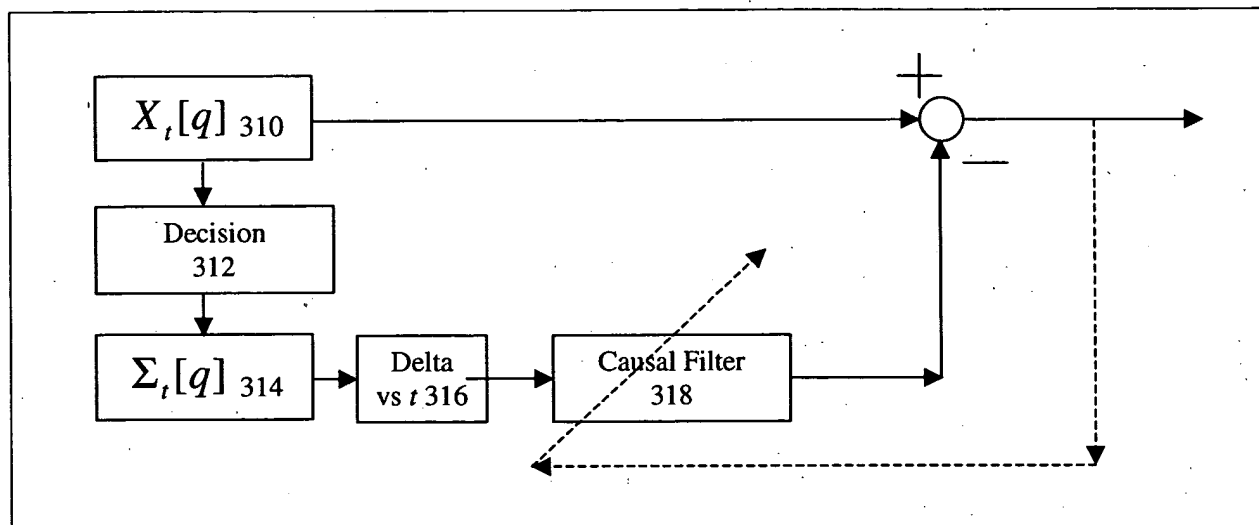 +
X_t[q] 310
—
Decision
312
Σ_t[q] 314
Delta
vs t 316
Causal Filter
318